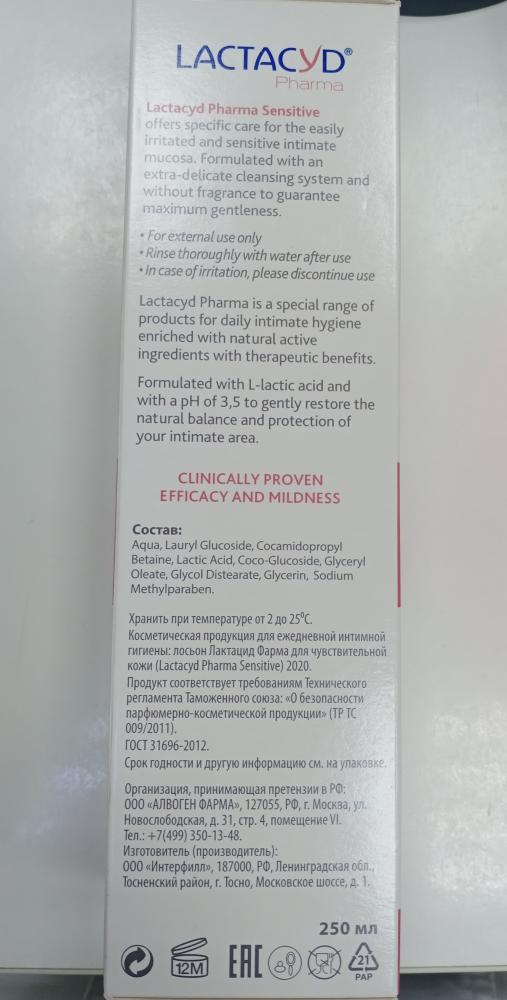 LACTACYD®
Pharma
Lactacyd Pharma Sensitive
offers specific care for the easily
irritated and sensitive intimate
mucosa. Formulated with an
extra-delicate cleansing system and
without fragrance to guarantee
maximum gentleness.
• For external use only
• Rinse thoroughly with water after use
• In case of irritation, please discontinue use
Lactacyd Pharma is a special range of
products for daily intimate hygiene
enriched with natural active
ingredients with therapeutic benefits.
Formulated with L-lactic acid and
with a pH of 3,5 to gently restore the
natural balance and protection of
your intimate area.
CLINICALLY PROVEN
EFFICACY AND MILDNESS
Состав:
Aqua, Lauryl Glucoside, Cocamidopropyl
Betaine, Lactic Acid, Coco-Glucoside, Glyceryl
Oleate, Glycol Distearate, Glycerin, Sodium
Methylparaben.
Хранить при температуре от 2 до 25°С.
Косметическая продукция для ежедневной интимной
гигиены: лосьон Лактацид Фарма для чувствительной
кожи (Lactacyd Pharma Sensitive) 2020.
Продукт соответствует требованиям Технического
регламента Таможенного союза: «О безопасности
парфюмерно-косметической продукции» (ТР ТС
009/2011).
ГОСТ 31696-2012.
Срок годности и другую информацию см. на упаковке.
Организация, принимающая претензии в РФ:
ООО «АЛВОГЕН ФАРМА», 127055, РФ, г. Москва, ул.
Новослободская, д. 31, стр. 4, помещение VI.
Тел.: +7(499) 350-13-48.
Изготовитель (производитель):
ООО «Интерфилл», 187000, РФ, Ленинградская обл.,
Тосненский район, г. Тосно, Московское шоссе, д. 1.
250 мл
12M EAC 21
PAP